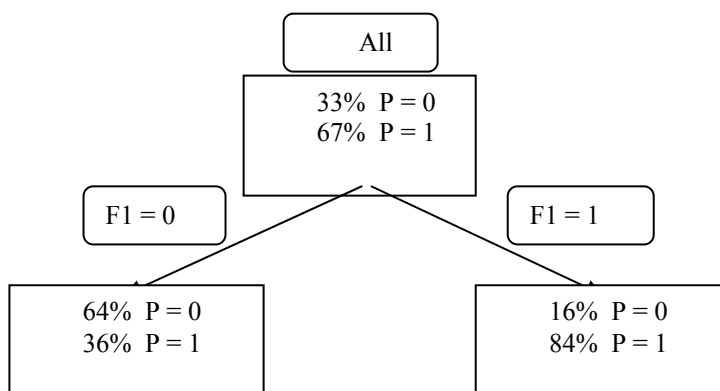 All
33% P = 0
67% P = 1
F1 = 0
F1 = 1
64% P = 0
36% P = 1
16% P = 0
84% P = 1